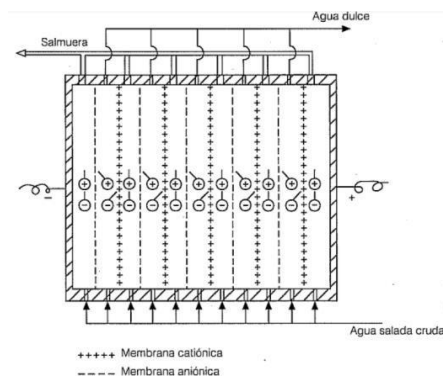 Agua dulce
Salmuera
Agua salada cruda
+++++ Membrana catiónica
---- Membrana aniónica